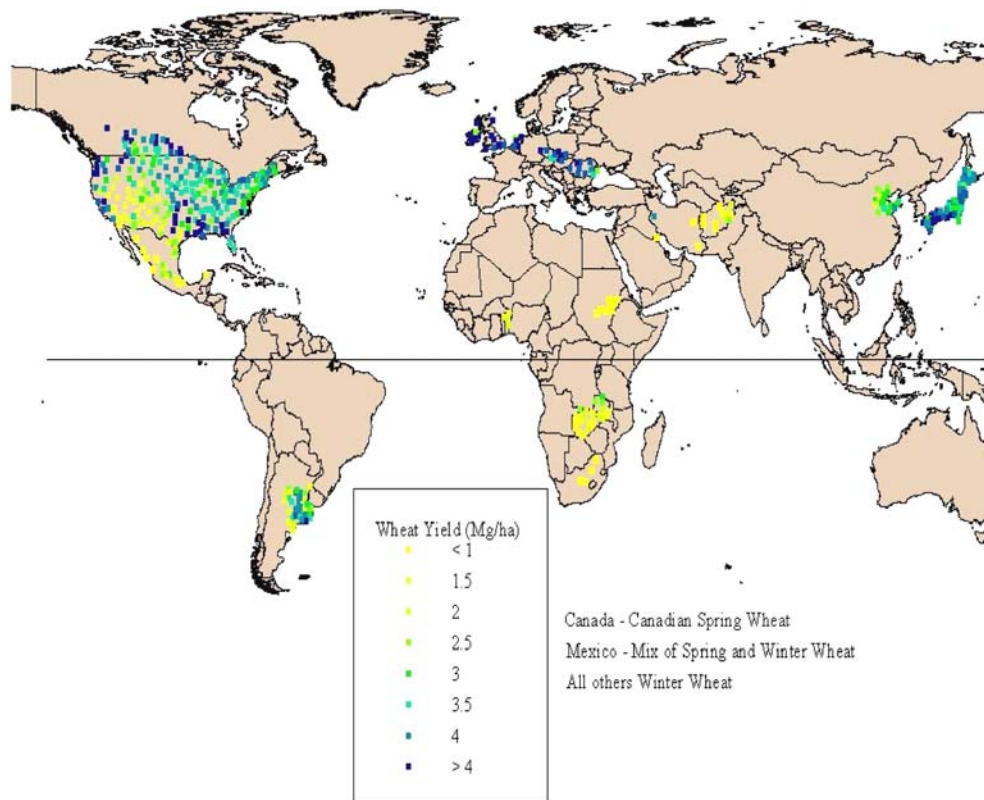 Wheat Yield (Mg/ha)
< 1
1.5
2
2.5
3
3.5
4
> 4
Canada - Canadian Spring Wheat
Mexico - Mix of Spring and Winter Wheat
All others Winter Wheat